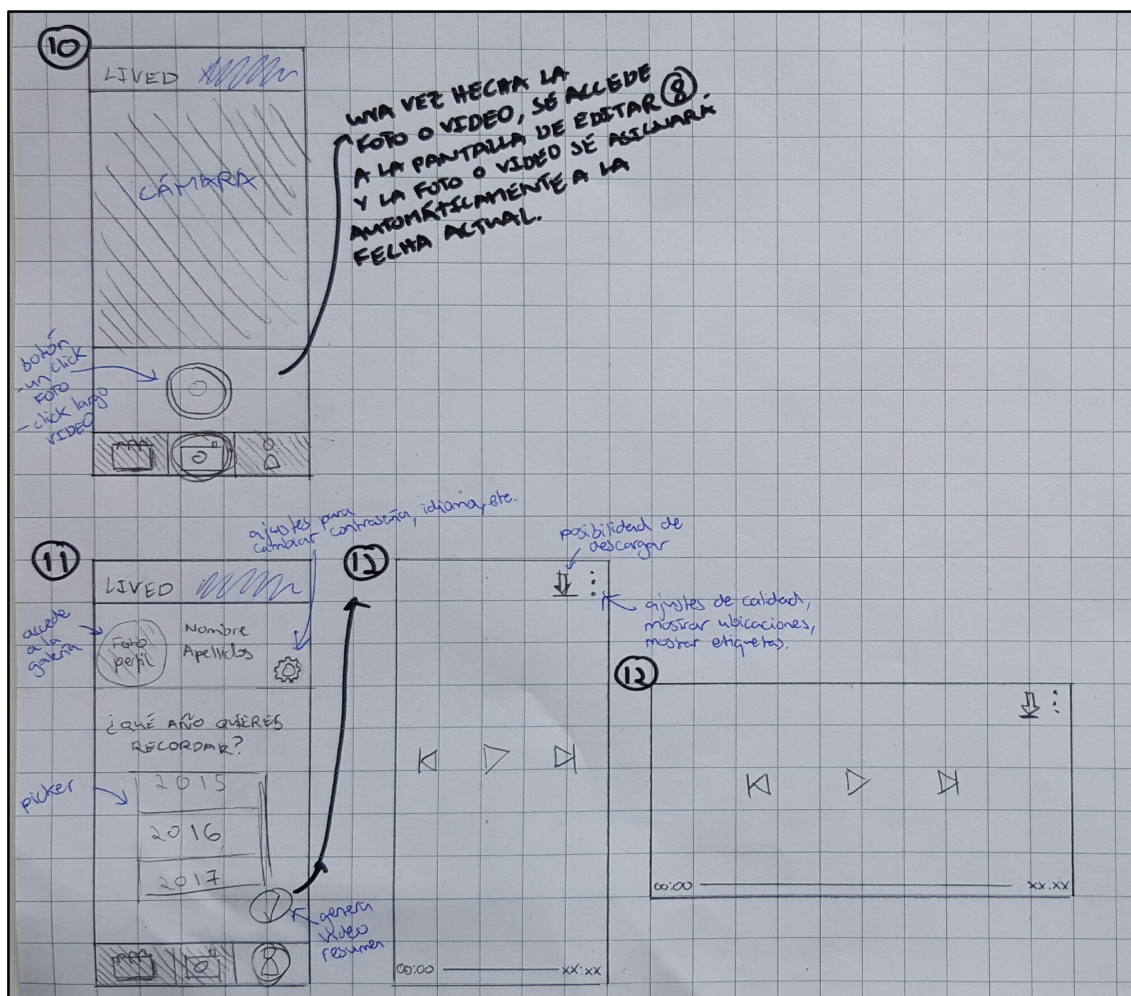 10
LIVED
CÁMARA
UNA VEZ HECHA LA
FOTO O VIDEO, SE ACCEDE
A LA PANTALLA DE EDITAR 8.
Y LA FOTO O VIDEO SE ASIGNARA
AUTOMÁTICAMENTE A LA
FECHA ACTUAL.
botón
- un click
FOTO
- click largo
VIDEO
11
LIVED
accede
a la
galería
Foto
perfil
Nombre
Apellidos
ajustes para
cambiar contraseña, idioma, etc.
¿QUÉ AÑO QUIERES
RECORDAR?
picker
2015
2016
2017
genera
video
resumen
12
posibilidad de
descargar
ajustes de calidad,
mostrar ubicaciones,
mostrar etiquetas.
00:00
xx:xx
12
00:00
xx:xx